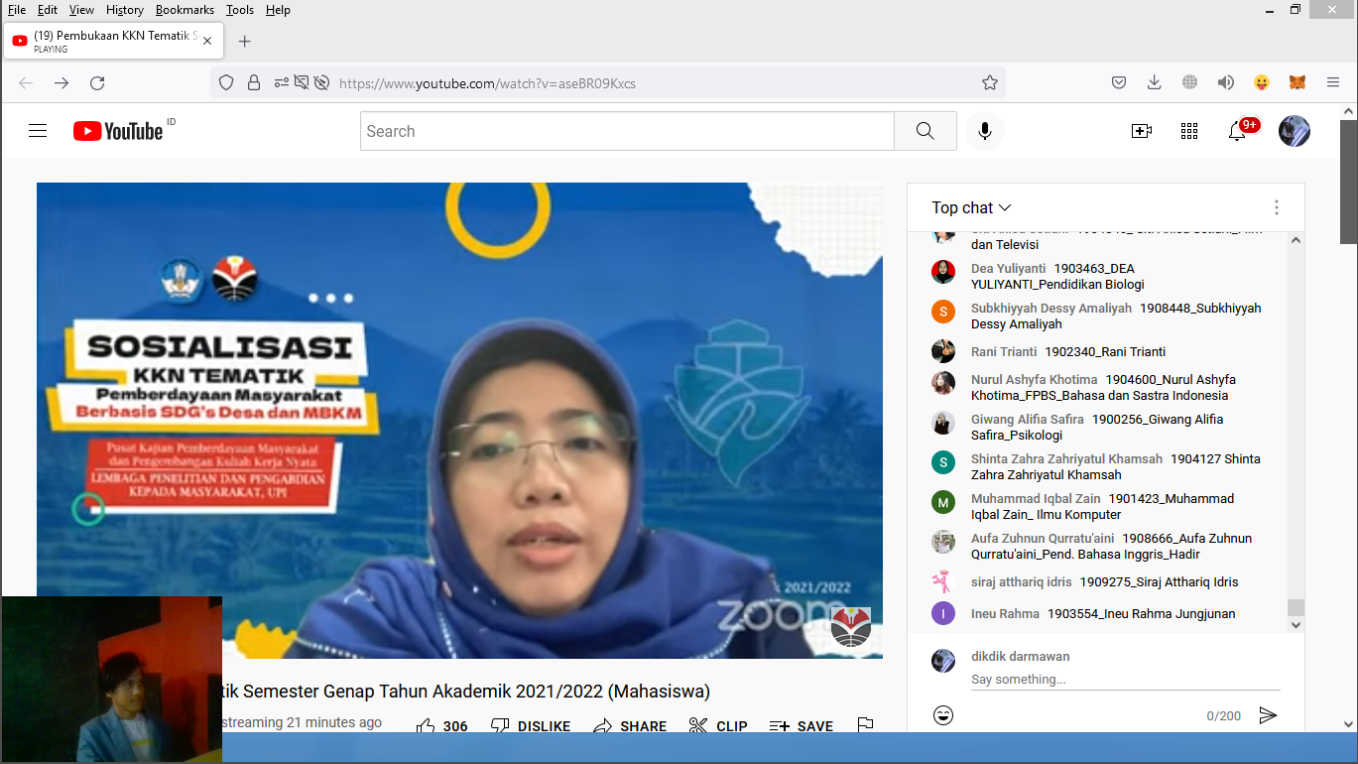 File Edit View History Bookmarks Tools Help
(19) Pembukaan KKN Tematik S
PLAYING
https://www.youtube.com/watch?v=aseBR09Kxcs
YouTube ID
Search
9+
SOSIALISASI
KKN TEMATIK
Pemberdayaan Masyarakat
Berbasis SDG's Desa dan MBKM
Pusat Kajian Pemberdayaan Masyarakat
dan Pengembangan Kuliah Kerja Nyata
LEMBAGA PENELITIAN DAN PENGABDIAN
KEPADA MASYARAKAT, UPI
2021/2022
zoom
tik Semester Genap Tahun Akademik 2021/2022 (Mahasiswa)
streaming 21 minutes ago
306 DISLIKE SHARE CLIP SAVE
Top chat
dan Televisi
Dea Yuliyanti 1903463_DEA
YULIYANTI_Pendidikan Biologi
S
Subkhiyyah Dessy Amaliyah 1908448_Subkhiyyah
Dessy Amaliyah
Rani Trianti 1902340_Rani Trianti
Nurul Ashyfa Khotima 1904600_Nurul Ashyfa
Khotima_FPBS_Bahasa dan Sastra Indonesia
Giwang Alifia Safira 1900256_Giwang Alifia
Safira_Psikologi
S
Shinta Zahra Zahriyatul Khamsah 1904127 Shinta
Zahra Zahriyatul Khamsah
M
Muhammad Iqbal Zain 1901423_Muhammad
Iqbal Zain_ Ilmu Komputer
Aufa Zuhnun Qurratu'aini 1908666_Aufa Zuhnun
Qurratu'aini_Pend. Bahasa Inggris_Hadir
siraj atthariq idris 1909275_Siraj Attharig Idris
I
Ineu Rahma 1903554_Ineu Rahma Jungjunan
dikdik darmawan
Say something...
0/200